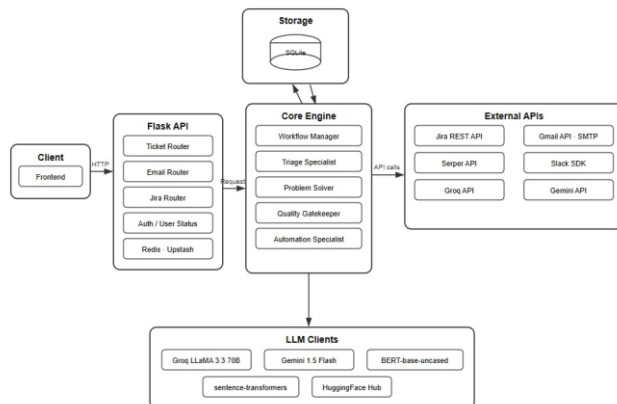 Storage
SQLite
Client
Frontend
HTTP
Flask API
Ticket Router
Email Router
Jira Router
Auth / User Status
Redis · Upstash
Request
Core Engine
Workflow Manager
Triage Specialist
Problem Solver
Quality Gatekeeper
Automation Specialist
API calls
External APIs
Jira REST API
Gmail API · SMTP
Serper API
Slack SDK
Groq API
Gemini API
LLM Clients
Groq LLaMA 3.3 70B
Gemini 1.5 Flash
BERT-base-uncased
sentence-transformers
HuggingFace Hub